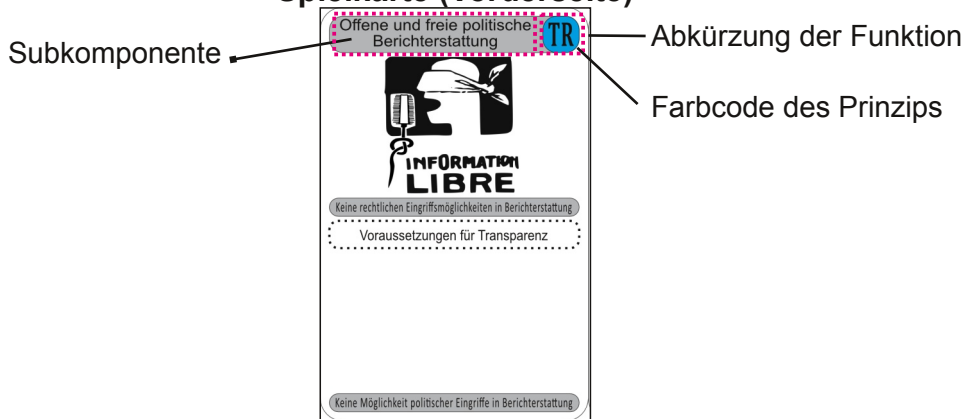 Spielkarte (Vorderseite)
Offene und freie politische
Berichterstattung
TR
Subkomponente
Abkürzung der Funktion
Farbcode des Prinzips
INFORMATION
LIBRE
Keine rechtlichen Eingriffsmöglichkeiten in Berichterstattung
Voraussetzungen für Transparenz
Keine Möglichkeit politischer Eingriffe in Berichterstattung